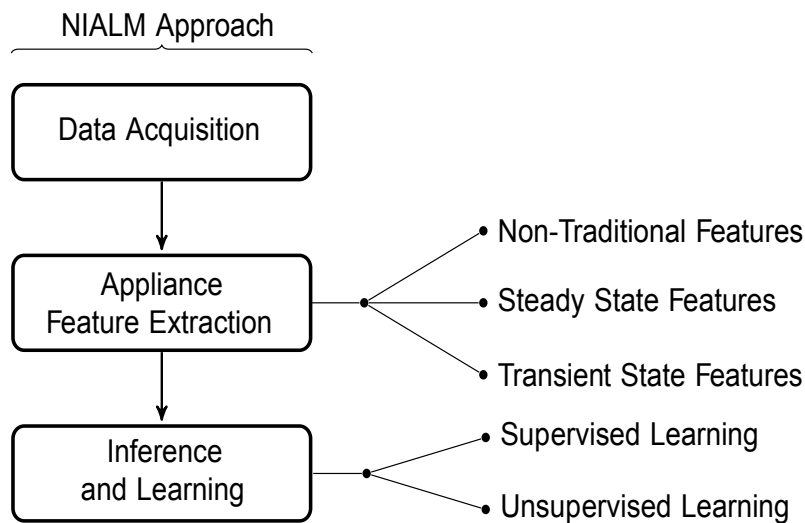 NIALM Approach
Data Acquisition
Appliance
Feature Extraction
Non-Traditional Features
Steady State Features
Transient State Features
Inference
and Learning
Supervised Learning
Unsupervised Learning